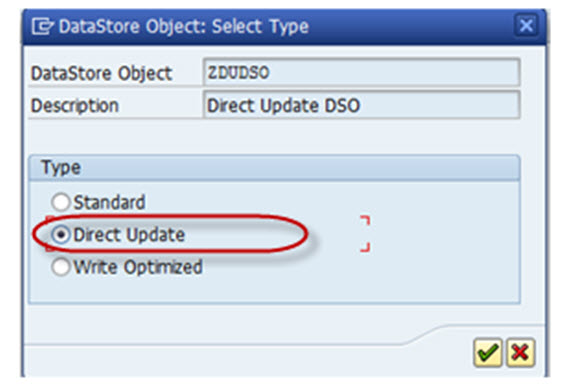 DataStore Object: Select Type
DataStore Object ZDUDSO
Description Direct Update DSO
Type
Standard
Direct Update
Write Optimized